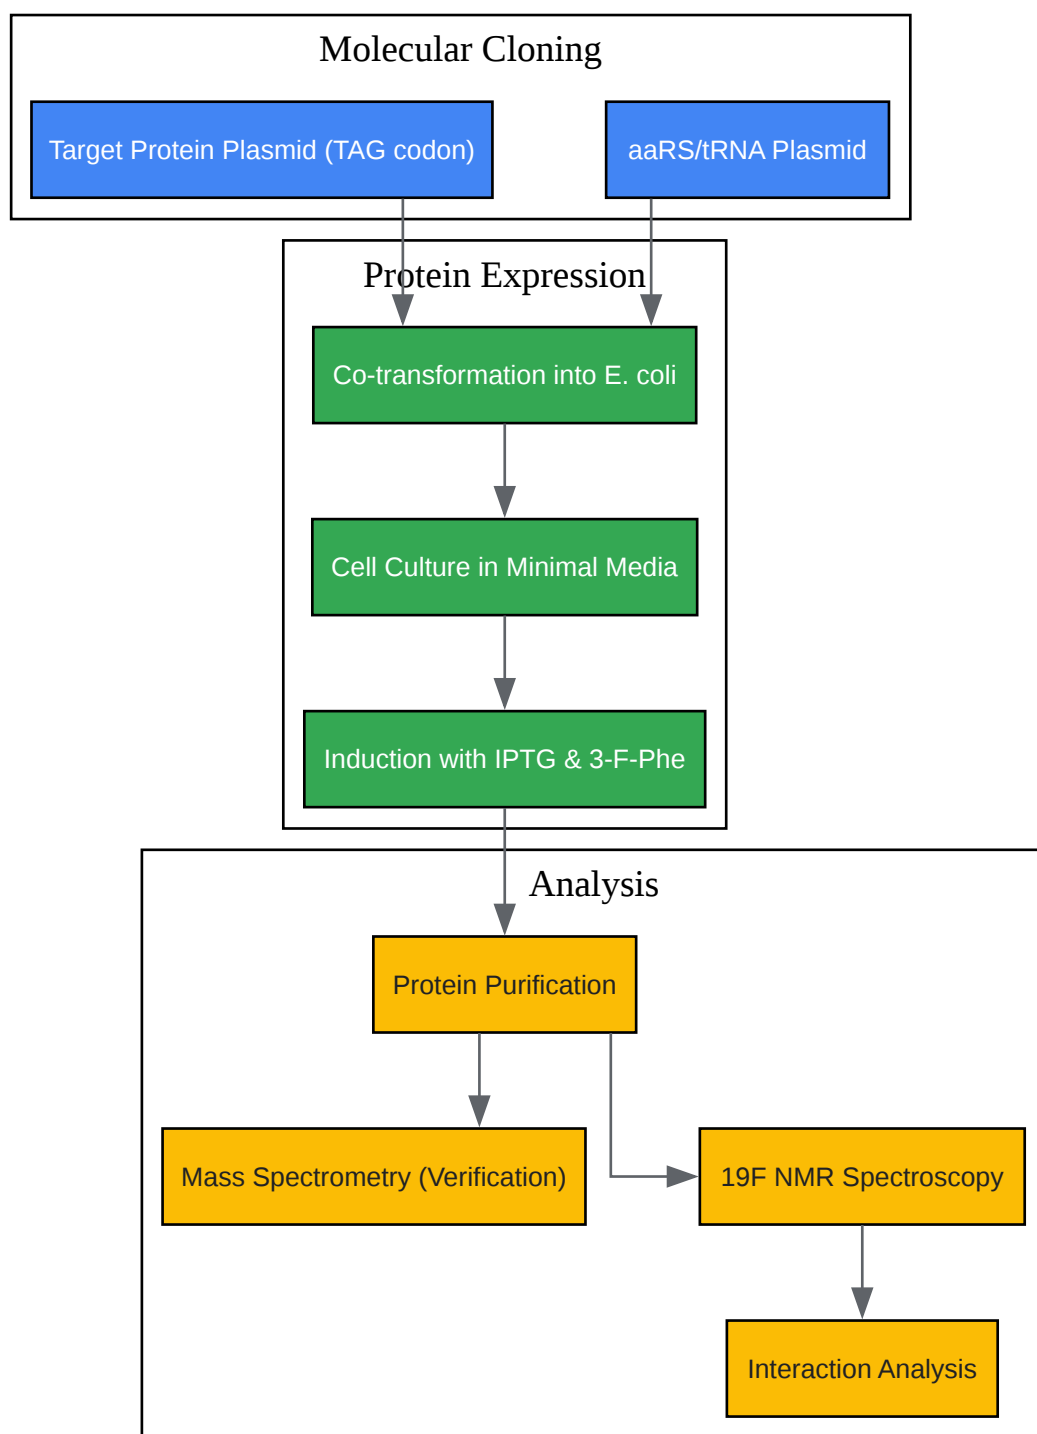 Molecular Cloning
Target Protein Plasmid (TAG codon)
aaRS/tRNA Plasmid
Protein Expression
Co-transformation into E. coli
Cell Culture in Minimal Media
Induction with IPTG & 3-F-Phe
Analysis
Protein Purification
Mass Spectrometry (Verification)
19F NMR Spectroscopy
Interaction Analysis